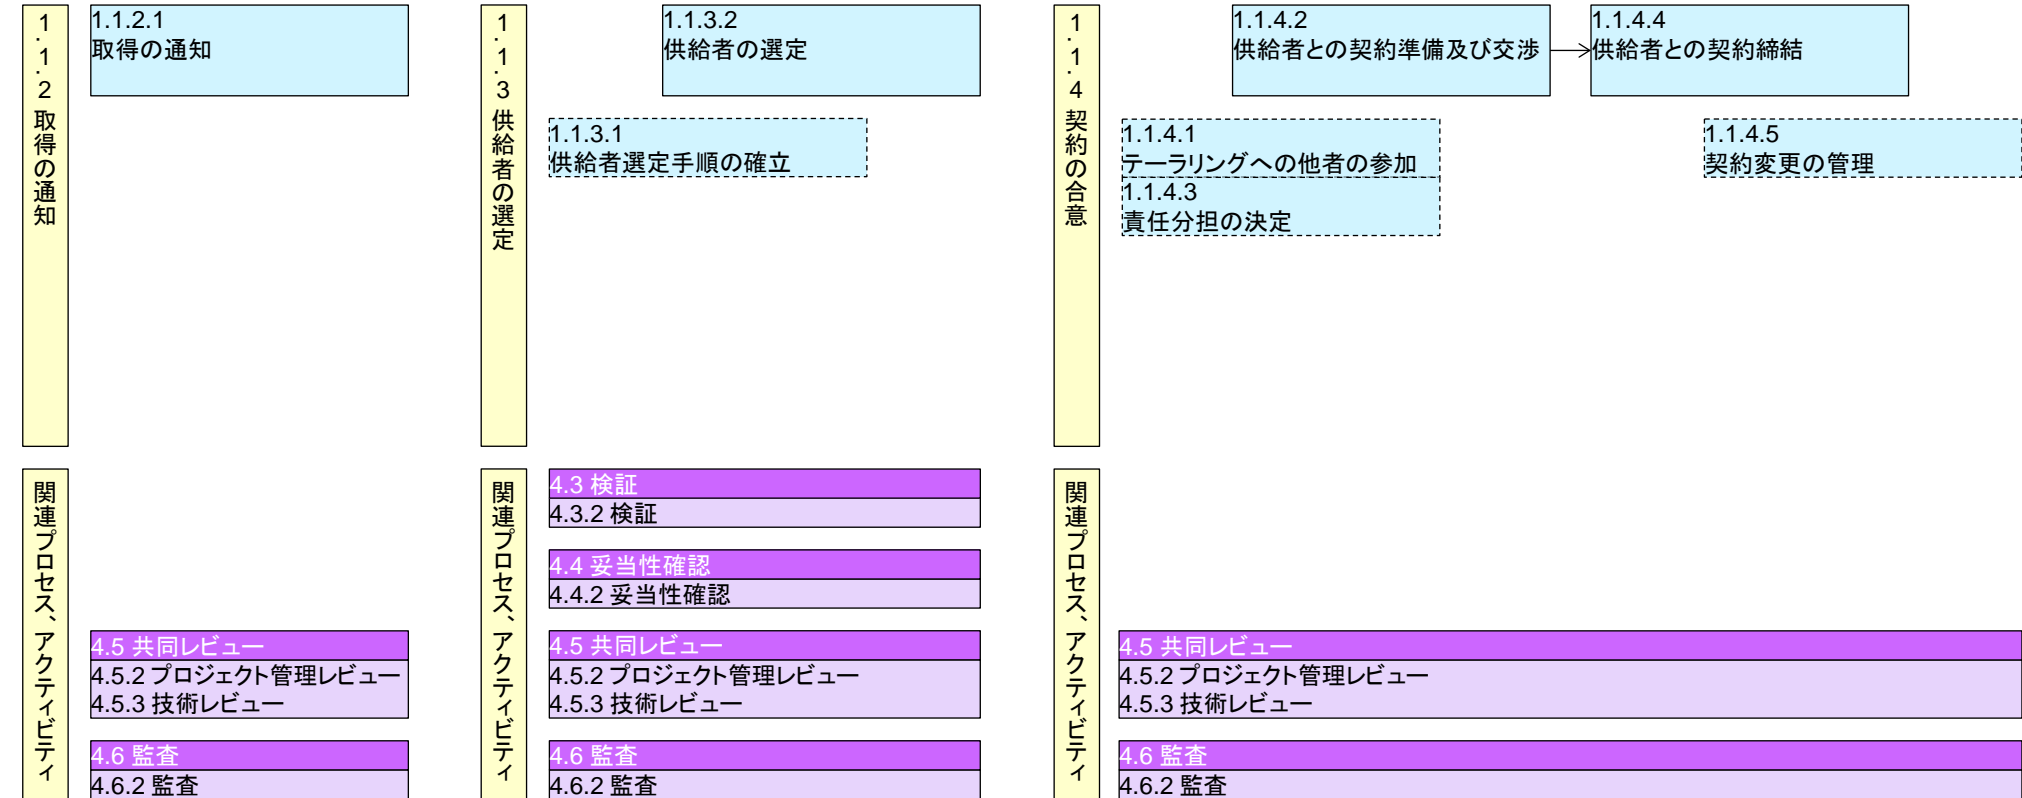 1.1.2 取得の通知
1.1.2.1
取得の通知
関連プロセス、アクティビティ
4.5 共同レビュー
4.5.2 プロジェクト管理レビュー
4.5.3 技術レビュー
4.6 監査
4.6.2 監査
1.1.3 供給者の選定
1.1.3.2
供給者の選定
1.1.3.1
供給者選定手順の確立
関連プロセス、アクティビティ
4.3 検証
4.3.2 検証
4.4 妥当性確認
4.4.2 妥当性確認
4.5 共同レビュー
4.5.2 プロジェクト管理レビュー
4.5.3 技術レビュー
4.6 監査
4.6.2 監査
1.1.4 契約の合意
1.1.4.2
供給者との契約準備及び交渉
1.1.4.4
供給者との契約締結
1.1.4.1
テーラリングへの他者の参加
1.1.4.3
責任分担の決定
1.1.4.5
契約変更の管理
関連プロセス、アクティビティ
4.5 共同レビュー
4.5.2 プロジェクト管理レビュー
4.5.3 技術レビュー
4.6 監査
4.6.2 監査